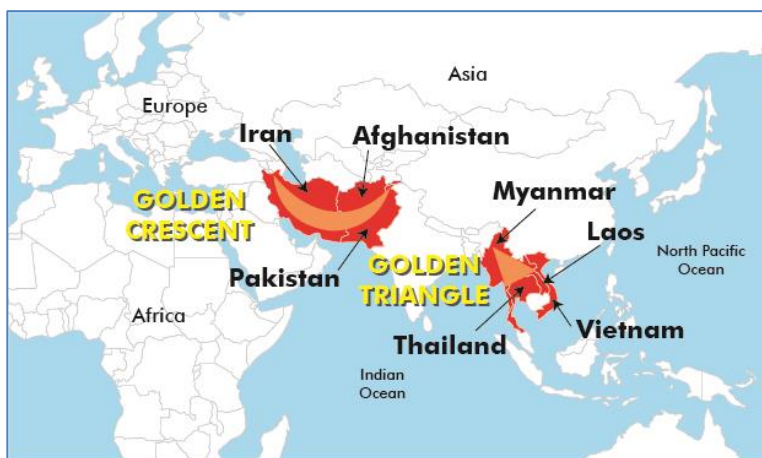 Asia
Europe
Iran
Afghanistan
GOLDEN
CRESCENT
Myanmar
Laos
North Pacific
Ocean
Pakistan
GOLDEN
TRIANGLE
Africa
Thailand
Vietnam
Indian
Ocean